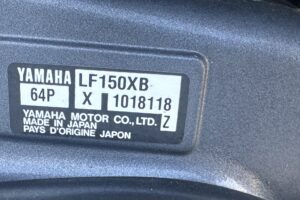 YAMAHA LF150XB
64P X 1018118
YAMAHA MOTOR CO., LTD. Z
MADE IN JAPAN
PAYS D'ORIGINE JAPON